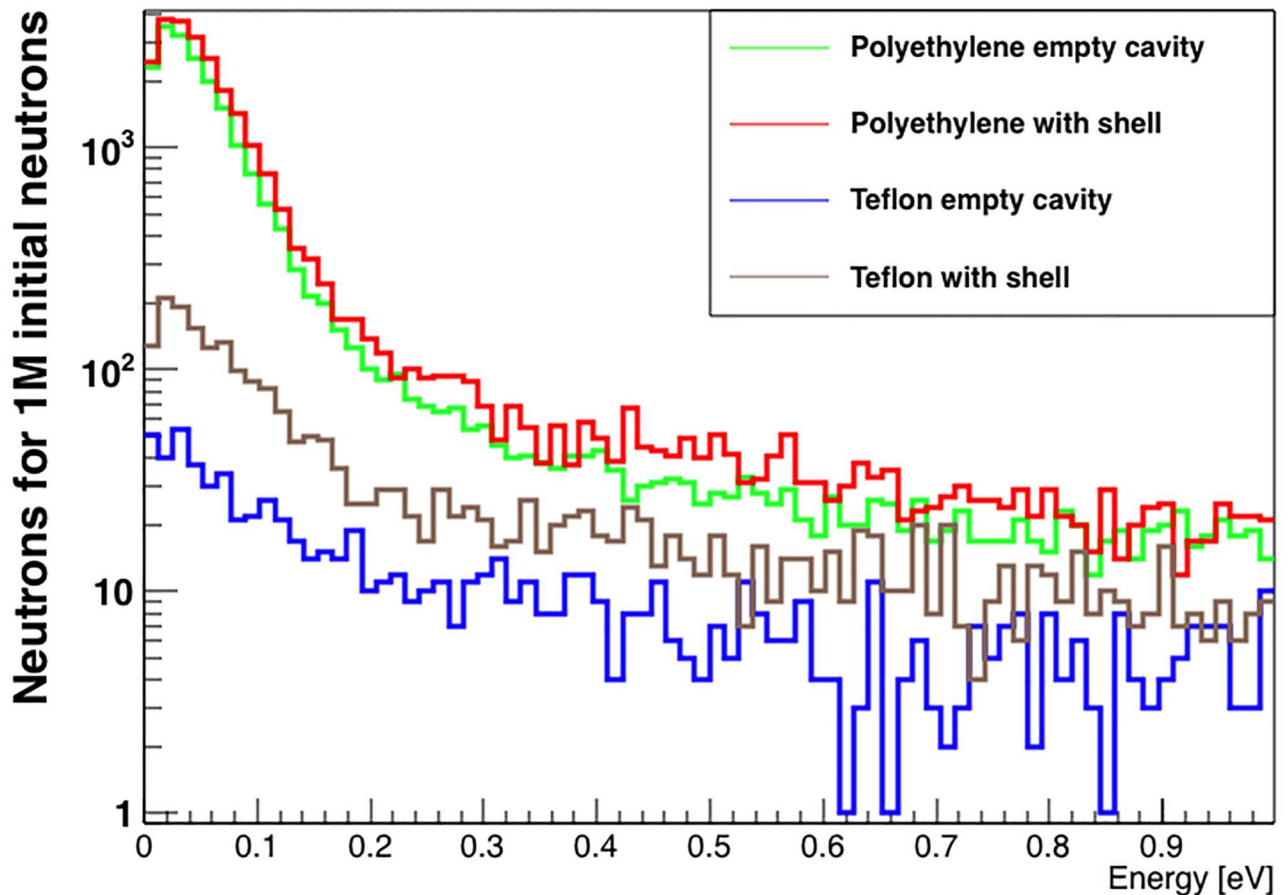 Neutrons for 1M initial neutrons
Polyethylene empty cavity
Polyethylene with shell
Teflon empty cavity
Teflon with shell
10³
10²
10
1
0 0.1 0.2 0.3 0.4 0.5 0.6 0.7 0.8 0.9
Energy [eV]